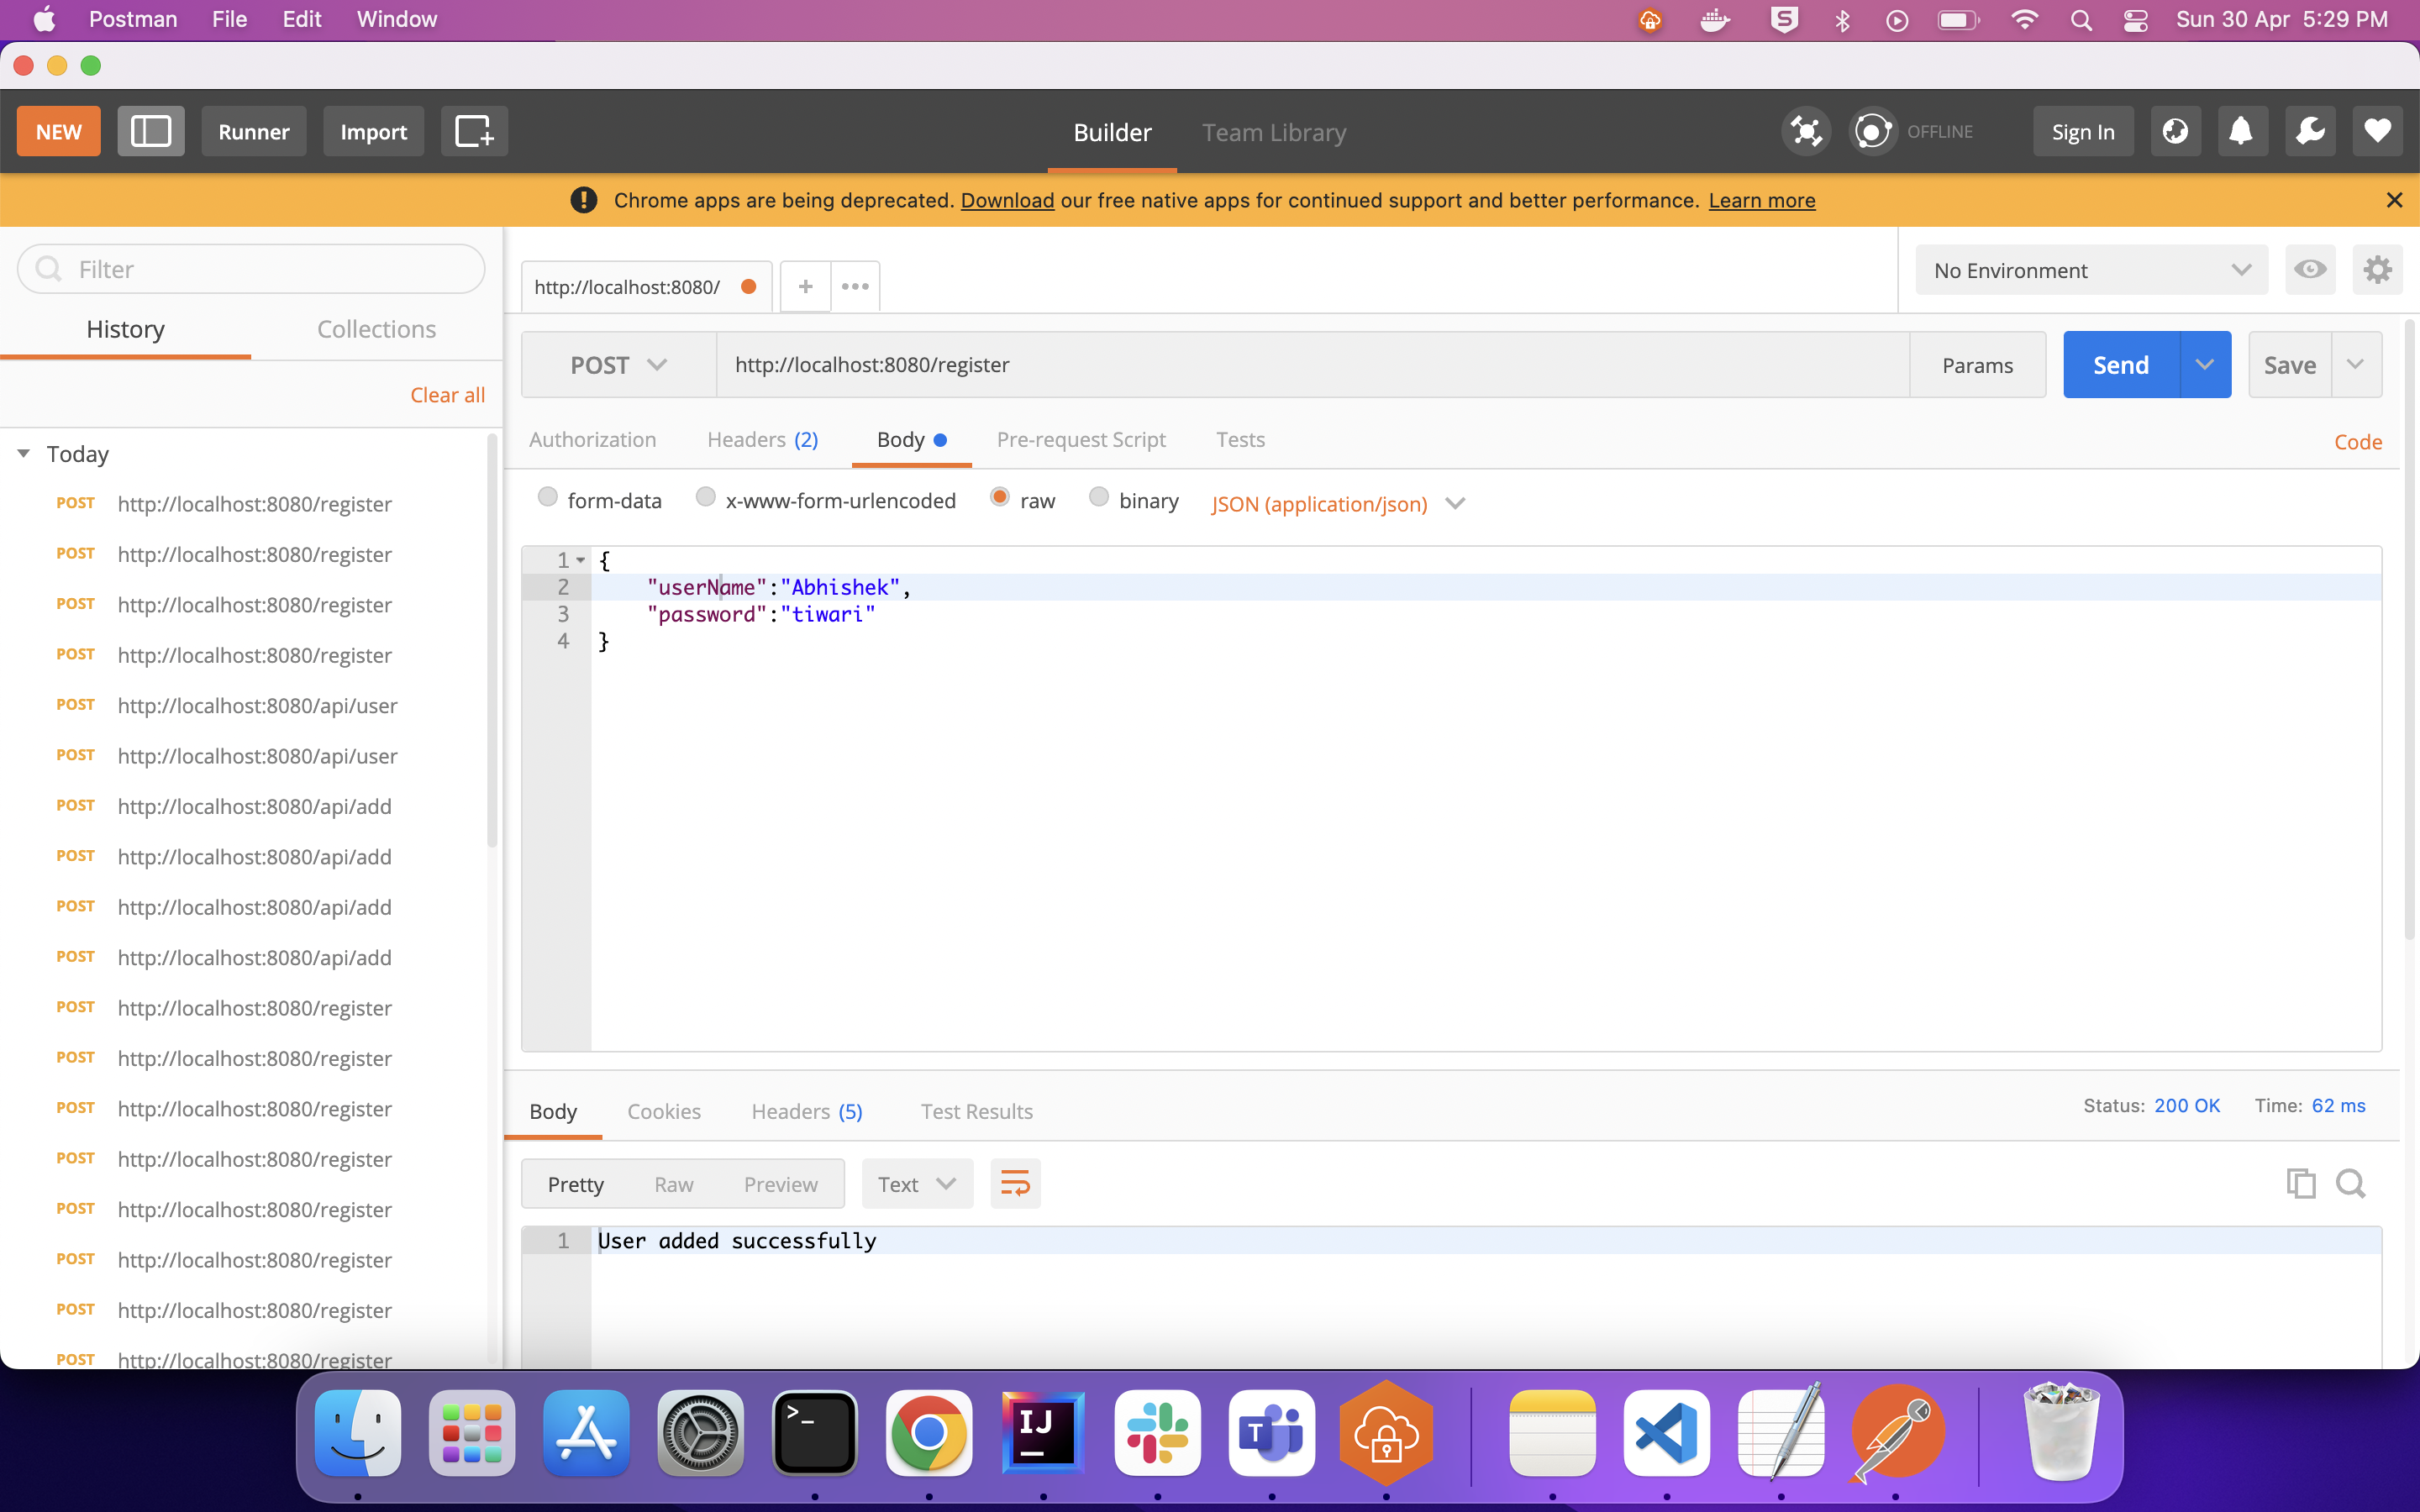 Postman File Edit Window Sun 30 Apr 5:29 PM
NEW Runner Import Builder Team Library OFFLINE Sign In
Chrome apps are being deprecated. Download our free native apps for continued support and better performance. Learn more
Filter
http://localhost:8080/
No Environment
History Collections
Clear all
POST http://localhost:8080/register Params Send Save
Authorization Headers (2) Body Pre-request Script Tests Code
form-data x-www-form-urlencoded raw binary JSON (application/json)
1 {
2 "userName":"Abhishek",
3 "password":"tiwari"
4 }
Today
POST http://localhost:8080/register
POST http://localhost:8080/register
POST http://localhost:8080/register
POST http://localhost:8080/register
POST http://localhost:8080/api/user
POST http://localhost:8080/api/user
POST http://localhost:8080/api/add
POST http://localhost:8080/api/add
POST http://localhost:8080/api/add
POST http://localhost:8080/api/add
POST http://localhost:8080/register
POST http://localhost:8080/register
POST http://localhost:8080/register
POST http://localhost:8080/register
POST http://localhost:8080/register
POST http://localhost:8080/register
POST http://localhost:8080/register
POST http://localhost:8080/register
Body Cookies Headers (5) Test Results Status: 200 OK Time: 62 ms
Pretty Raw Preview Text
1 User added successfully
>_
IJ
T